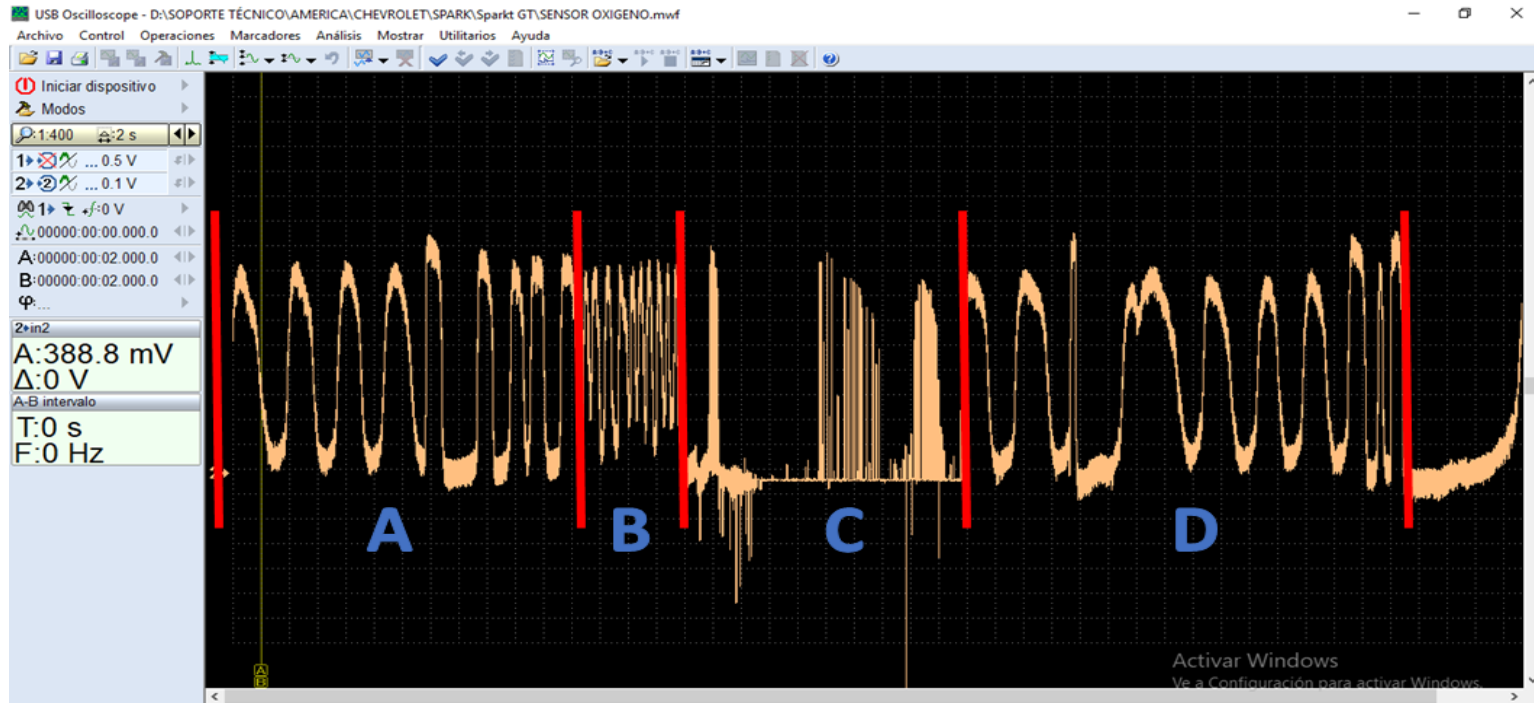 USB Oscilloscope - D:\SOPORTE TÉCNICO\AMERICA\CHEVROLET\SPARK\Sparkt GT\SENSOR OXIGENO.mwf
Archivo Control Operaciones Marcadores Análisis Mostrar Utilitarios Ayuda
Iniciar dispositivo
Modos
1:400 2 s
1 ... 0.5 V
2 2 ... 0.1 V
1 f:0 V
00000:00:00.000.0
A:00000:00:02.000.0
B:00000:00:02.000.0
φ:...
2 in2
A:388.8 mV
Δ:0 V
A-B intervalo
T:0 s
F:0 Hz
A B C D
A
B
Activar Windows
Ve a Configuración para activar Windows.